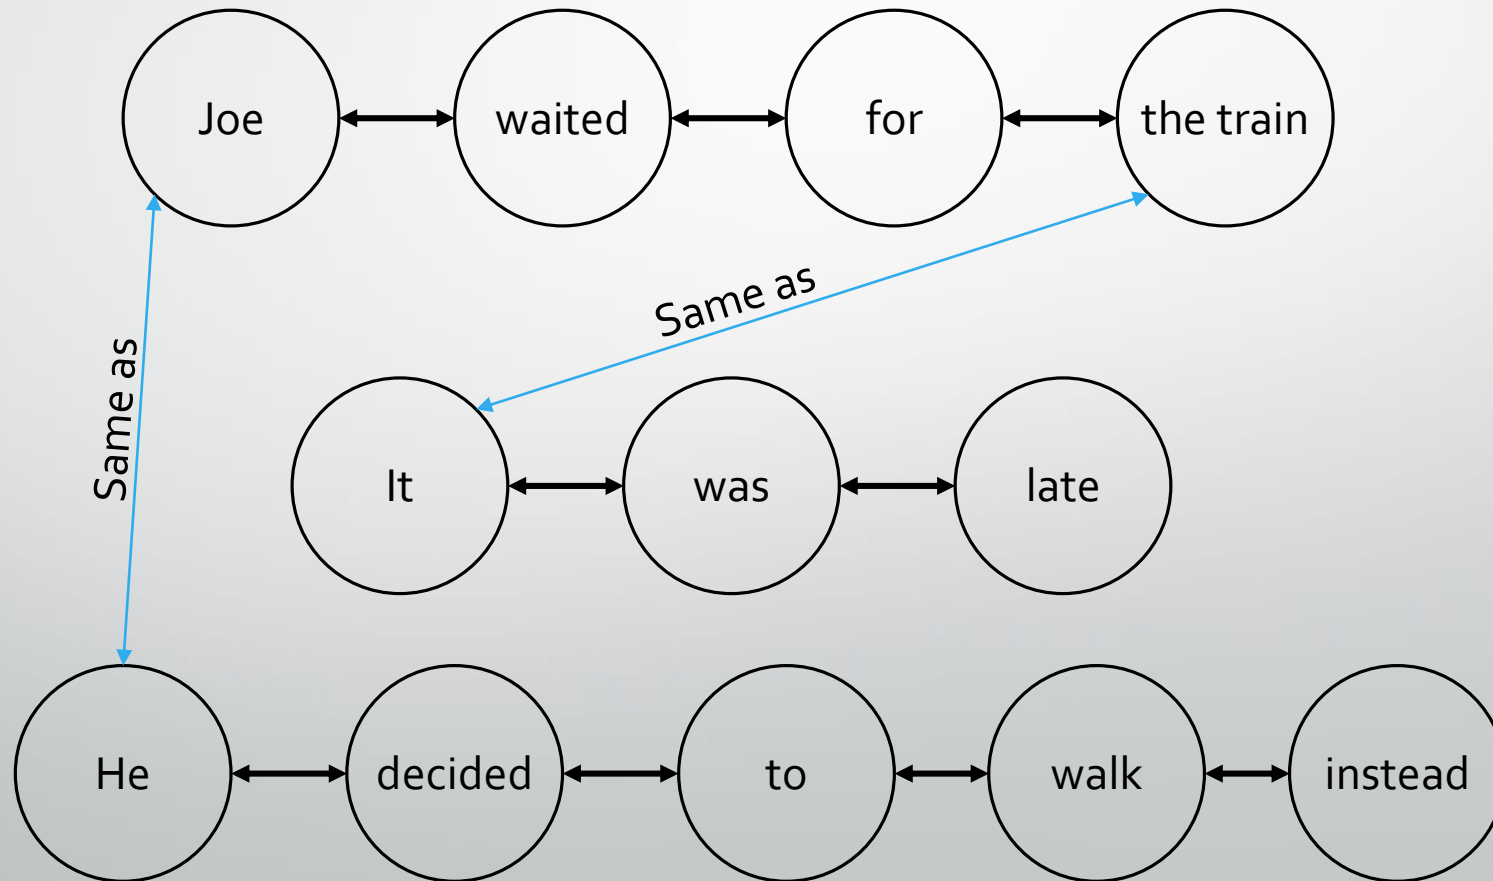 Joe waited for the train
Same as
Same as
It was late
He decided to walk instead